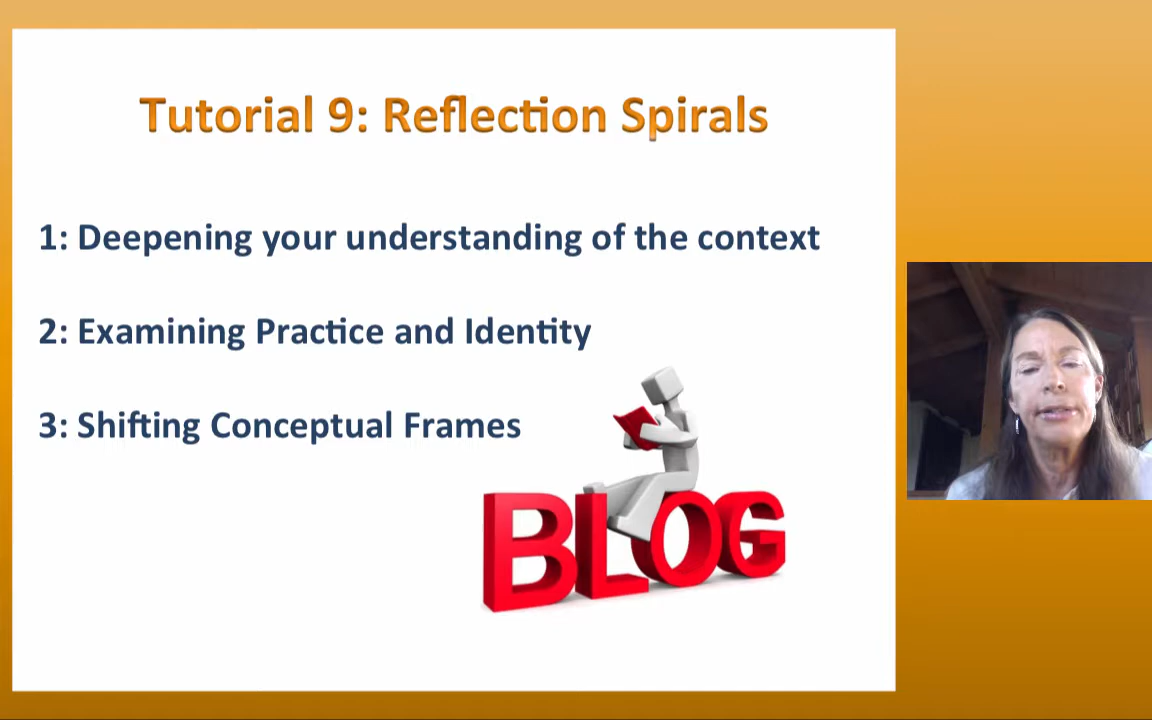 Tutorial 9: Reflection Spirals
1: Deepening your understanding of the context
2: Examining Practice and Identity
3: Shifting Conceptual Frames
BLOG